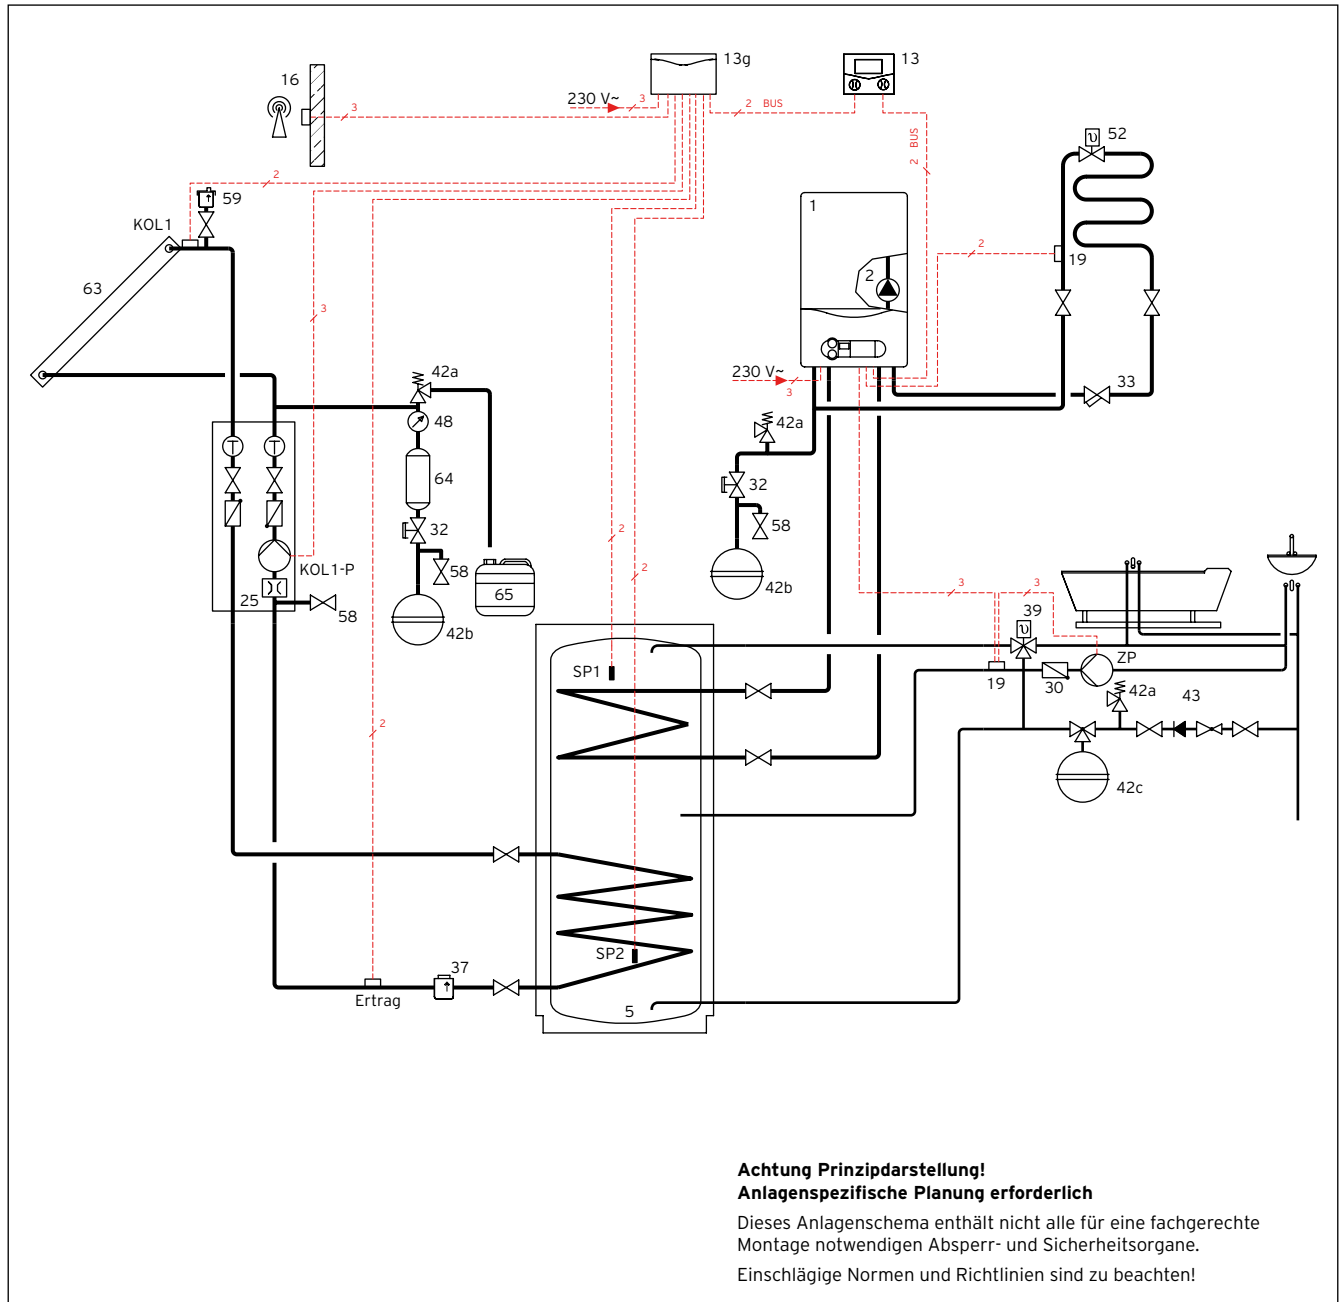 13g
13
16
230 V~
3
3
2 BUS
52
2
2 BUS
59
1
KOL1
2
19
63
2
3
42a
230 V~
3
33
48
42a
64
32
32
2
58
58
3
3
KOL1-P
2
65
42b
39
25
58
42b
ZP
SP1
19
30
42a
43
2
42c
SP2
37
Ertrag
5
Achtung Prinzipdarstellung!
Anlagenspezifische Planung erforderlich
Dieses Anlagenschema enthält nicht alle für eine fachgerechte
Montage notwendigen Absperr- und Sicherheitsorgane.
Einschlägige Normen und Richtlinien sind zu beachten!
T
T
υ
υ